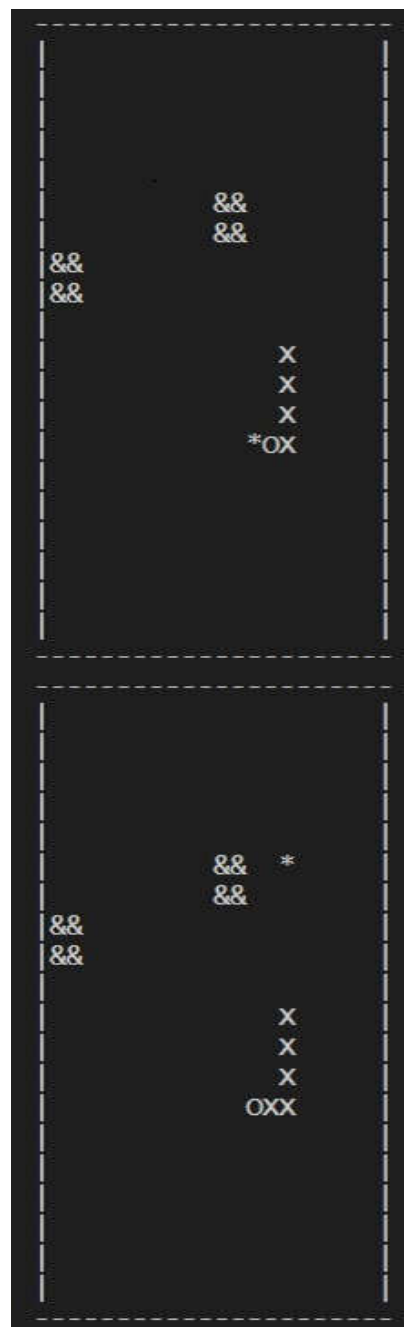 ----------------------
|                    |
|                    |
|                    |
|                    |
|                    |
|          &&        |
|          &&        |
|&&                  |
|&&                  |
|                    |
|              X     |
|              X     |
|              X     |
|            *OX     |
|                    |
|                    |
|                    |
|                    |
|                    |
|                    |
----------------------
----------------------
|                    |
|                    |
|                    |
|                    |
|                    |
|          &&  *     |
|          &&        |
|&&                  |
|&&                  |
|                    |
|              X     |
|              X     |
|              X     |
|            OXX     |
|                    |
|                    |
|                    |
|                    |
|                    |
|                    |
----------------------